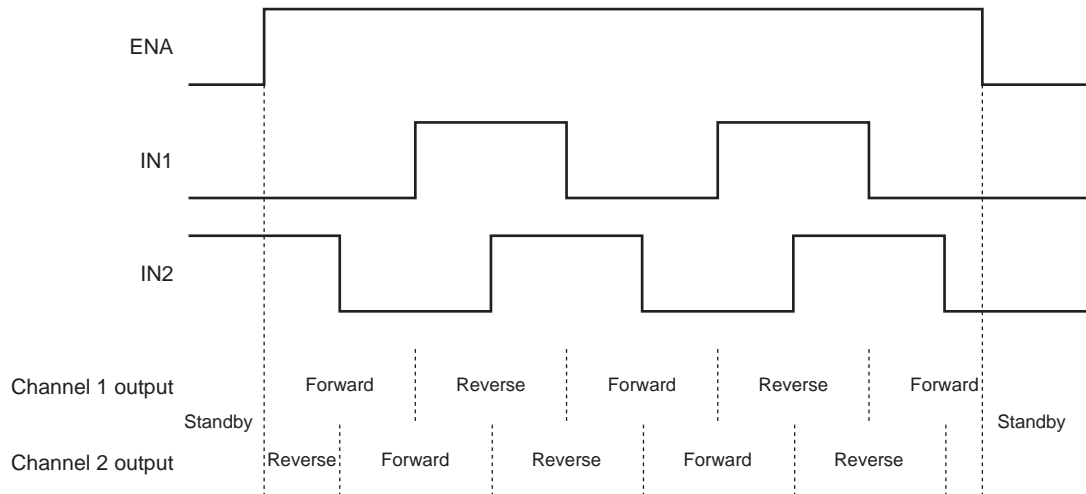 ENA
IN1
IN2
Channel 1 output Forward Reverse Forward Reverse Forward
Standby Standby
Channel 2 output Reverse Forward Reverse Forward Reverse